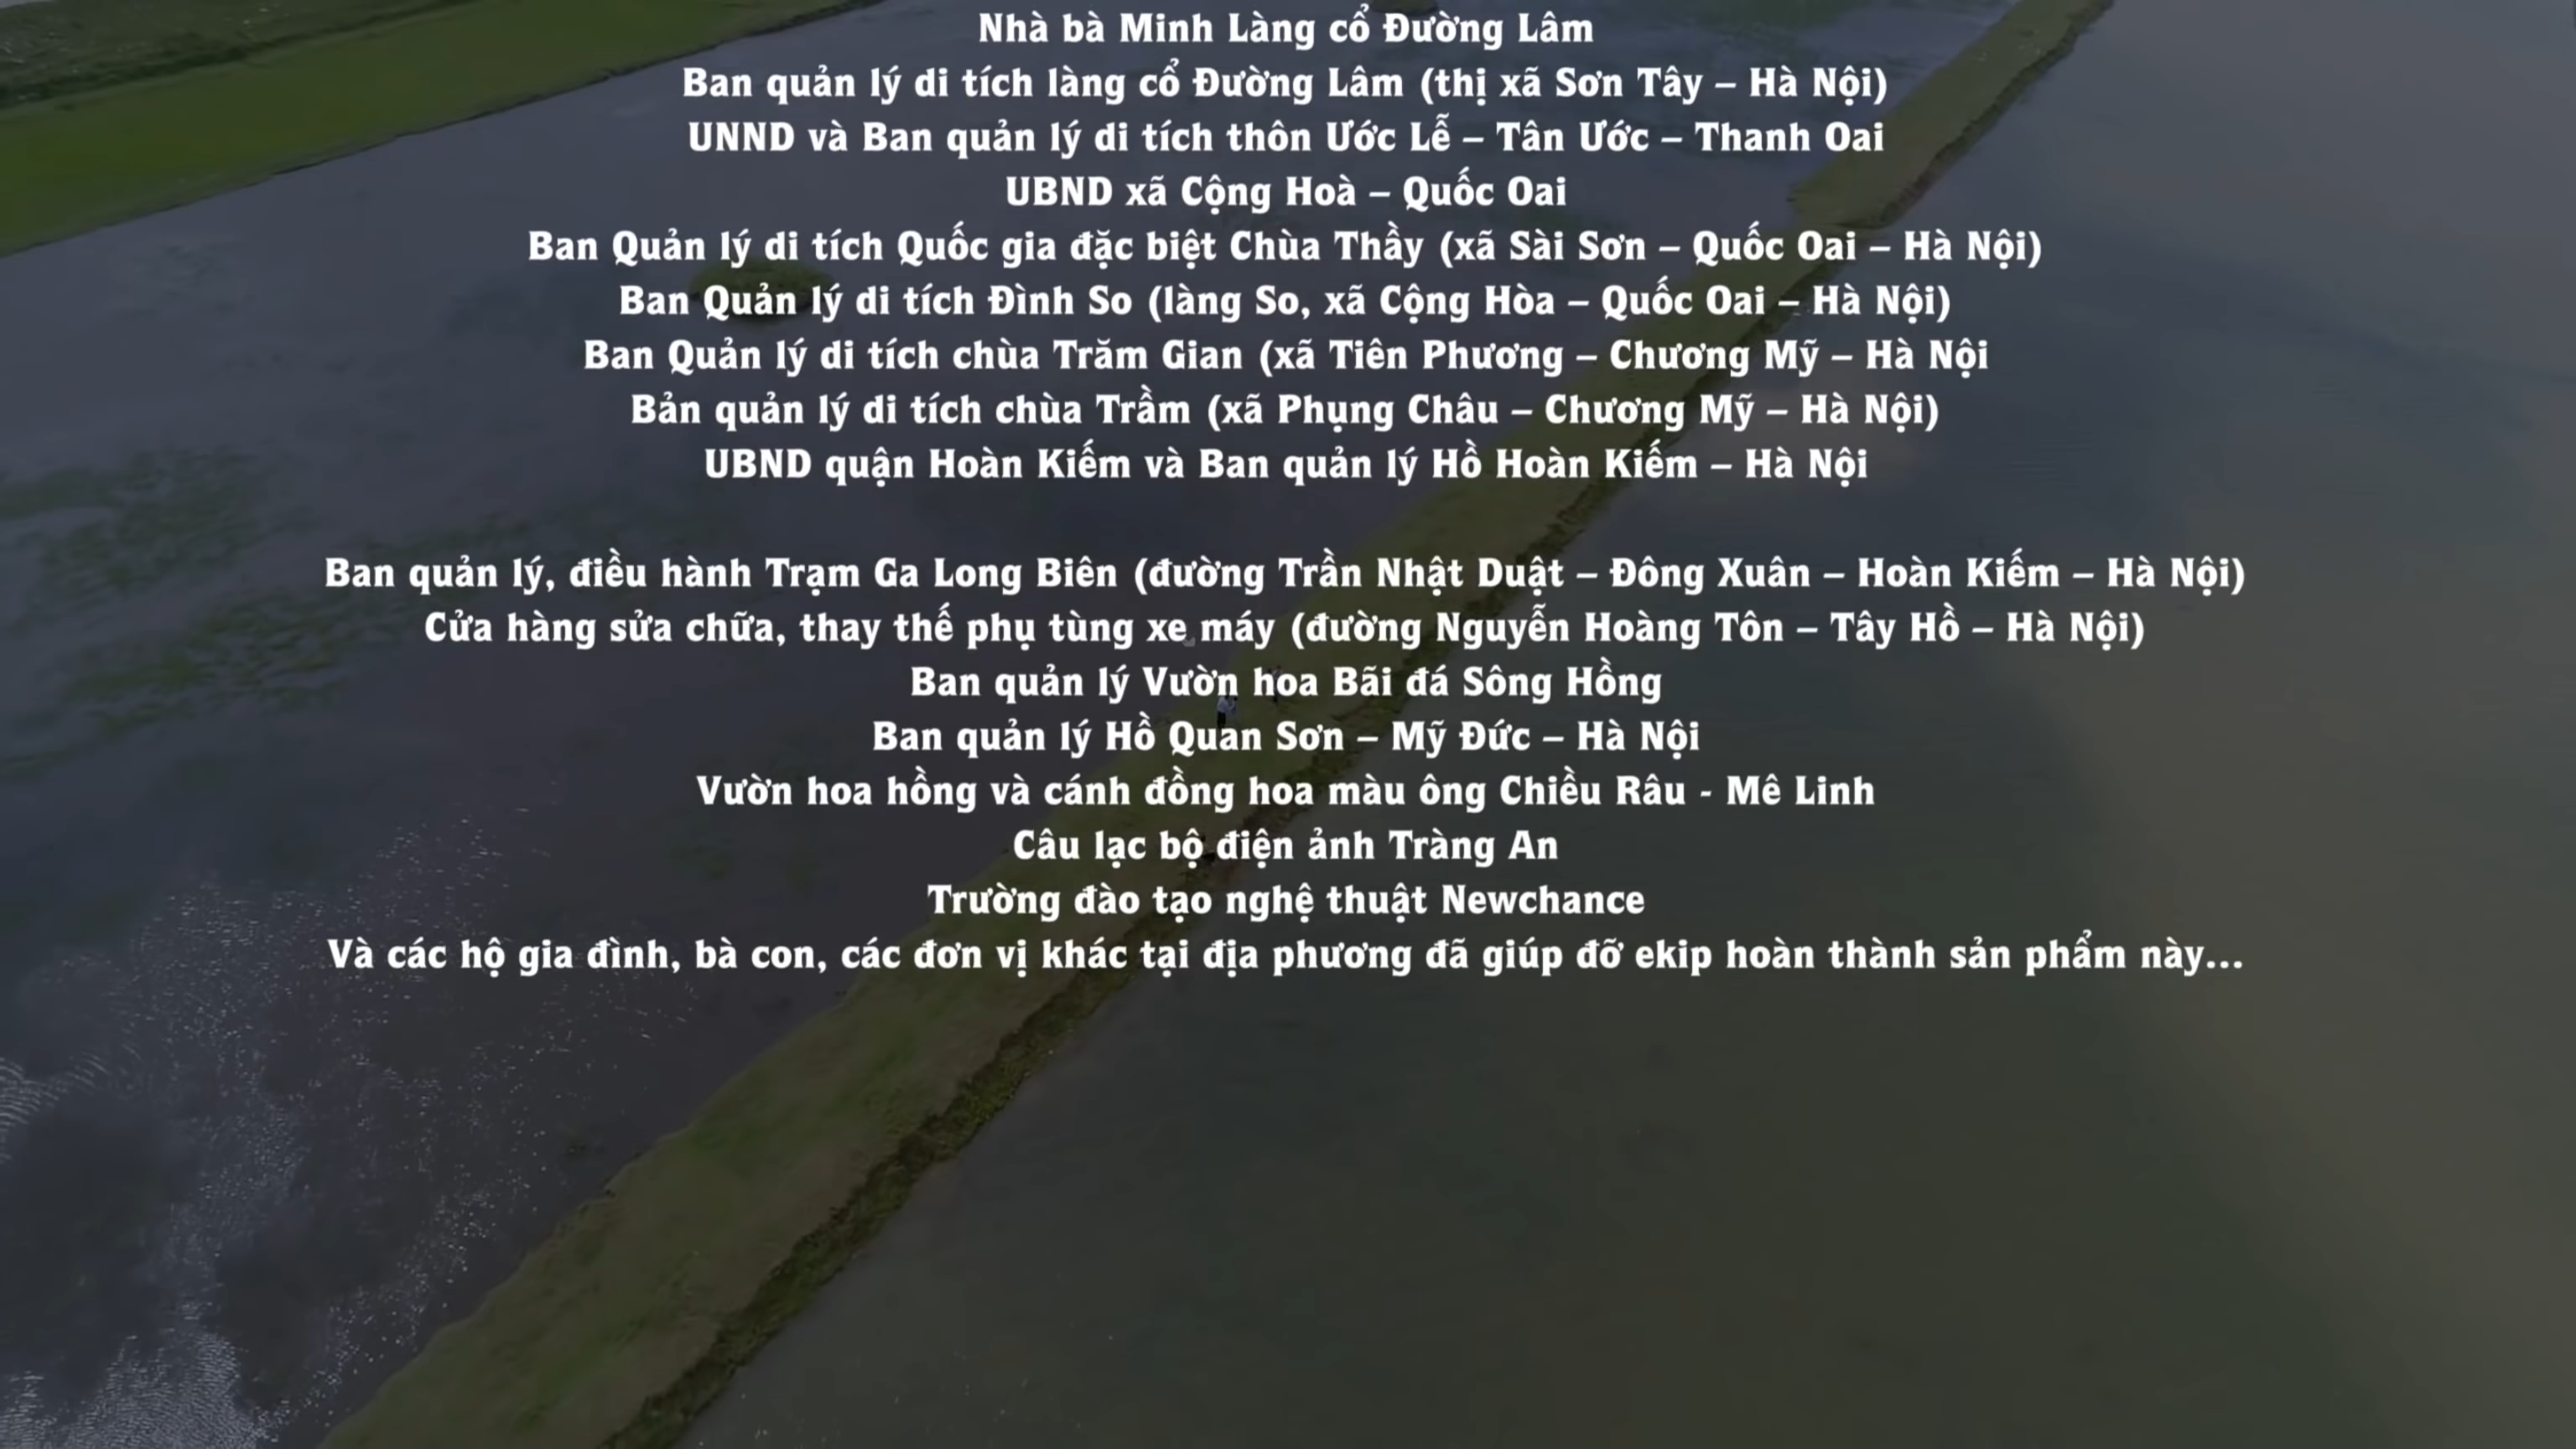 Nhà bà Minh Làng cổ Đường Lâm
Ban quản lý di tích làng cổ Đường Lâm (thị xã Sơn Tây – Hà Nội)
UNND và Ban quản lý di tích thôn Ước Lễ – Tân Ước – Thanh Oai
UBND xã Cộng Hoà – Quốc Oai
Ban Quản lý di tích Quốc gia đặc biệt Chùa Thầy (xã Sài Sơn – Quốc Oai – Hà Nội)
Ban Quản lý di tích Đình So (làng So, xã Cộng Hòa – Quốc Oai – Hà Nội)
Ban Quản lý di tích chùa Trăm Gian (xã Tiên Phương – Chương Mỹ – Hà Nội
Bản quản lý di tích chùa Trầm (xã Phụng Châu – Chương Mỹ – Hà Nội)
UBND quận Hoàn Kiếm và Ban quản lý Hồ Hoàn Kiếm – Hà Nội
Ban quản lý, điều hành Trạm Ga Long Biên (đường Trần Nhật Duật – Đông Xuân – Hoàn Kiếm – Hà Nội)
Cửa hàng sửa chữa, thay thế phụ tùng xe máy (đường Nguyễn Hoàng Tôn – Tây Hồ – Hà Nội)
Ban quản lý Vườn hoa Bãi đá Sông Hồng
Ban quản lý Hồ Quan Sơn – Mỹ Đức – Hà Nội
Vườn hoa hồng và cánh đồng hoa màu ông Chiều Râu - Mê Linh
Câu lạc bộ điện ảnh Tràng An
Trường đào tạo nghệ thuật Newchance
Và các hộ gia đình, bà con, các đơn vị khác tại địa phương đã giúp đỡ ekip hoàn thành sản phẩm này...